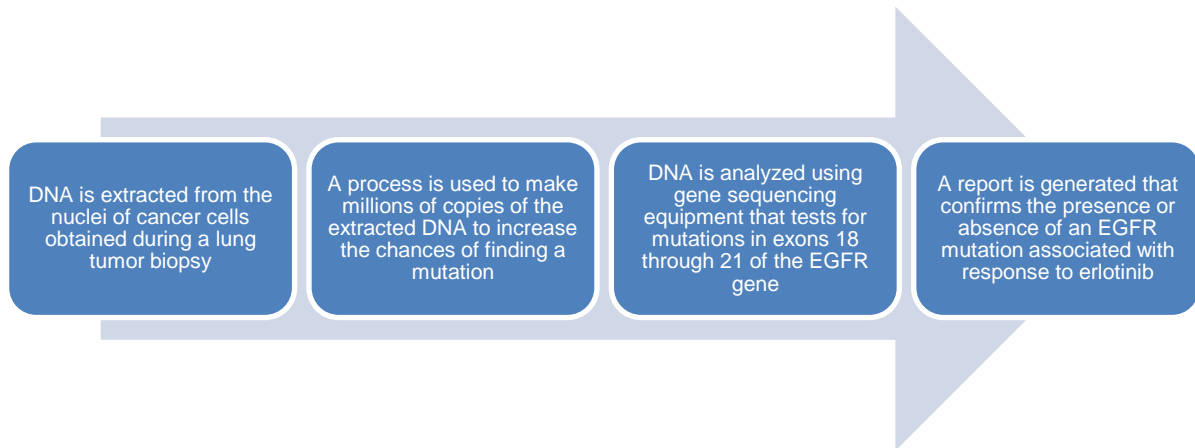 DNA is extracted from the
nuclei of cancer cells
obtained during a lung
tumor biopsy
A process is used to make
millions of copies of the
extracted DNA to increase
the chances of finding a
mutation
DNA is analyzed using
gene sequencing
equipment that tests for
mutations in exons 18
through 21 of the EGFR
gene
A report is generated that
confirms the presence or
absence of an EGFR
mutation associated with
response to erlotinib